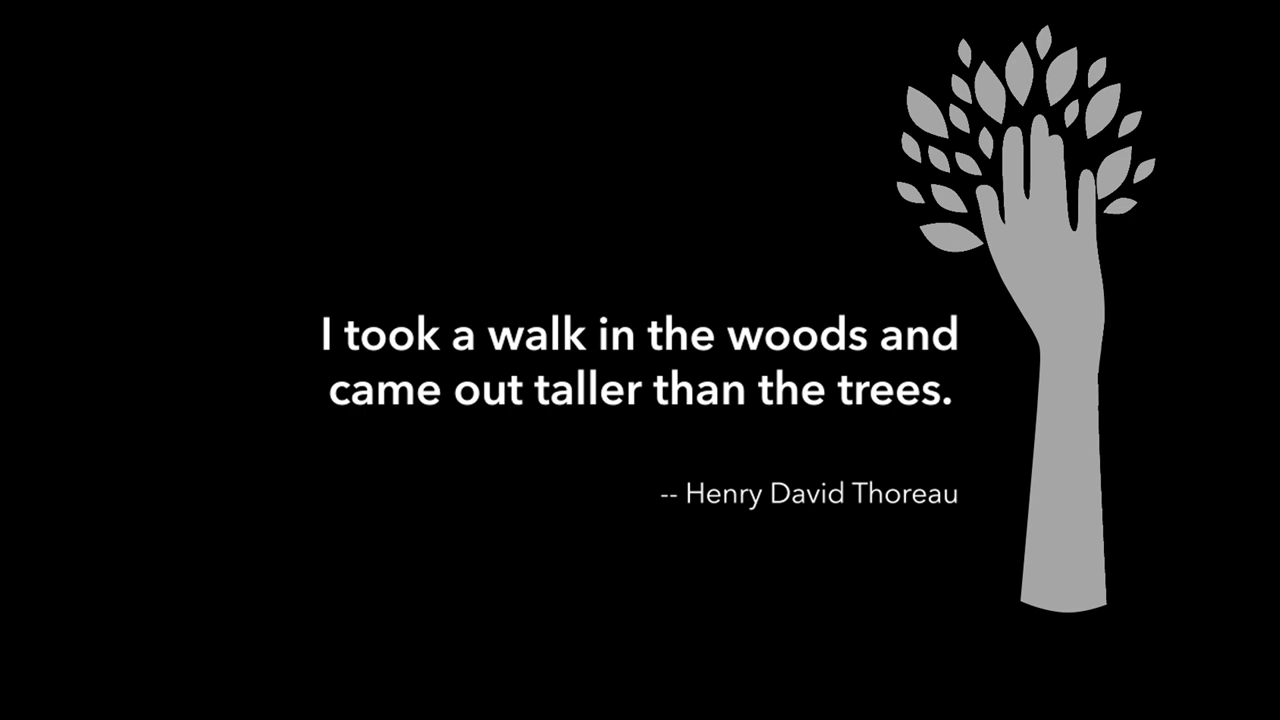 I took a walk in the woods and
came out taller than the trees.
-- Henry David Thoreau